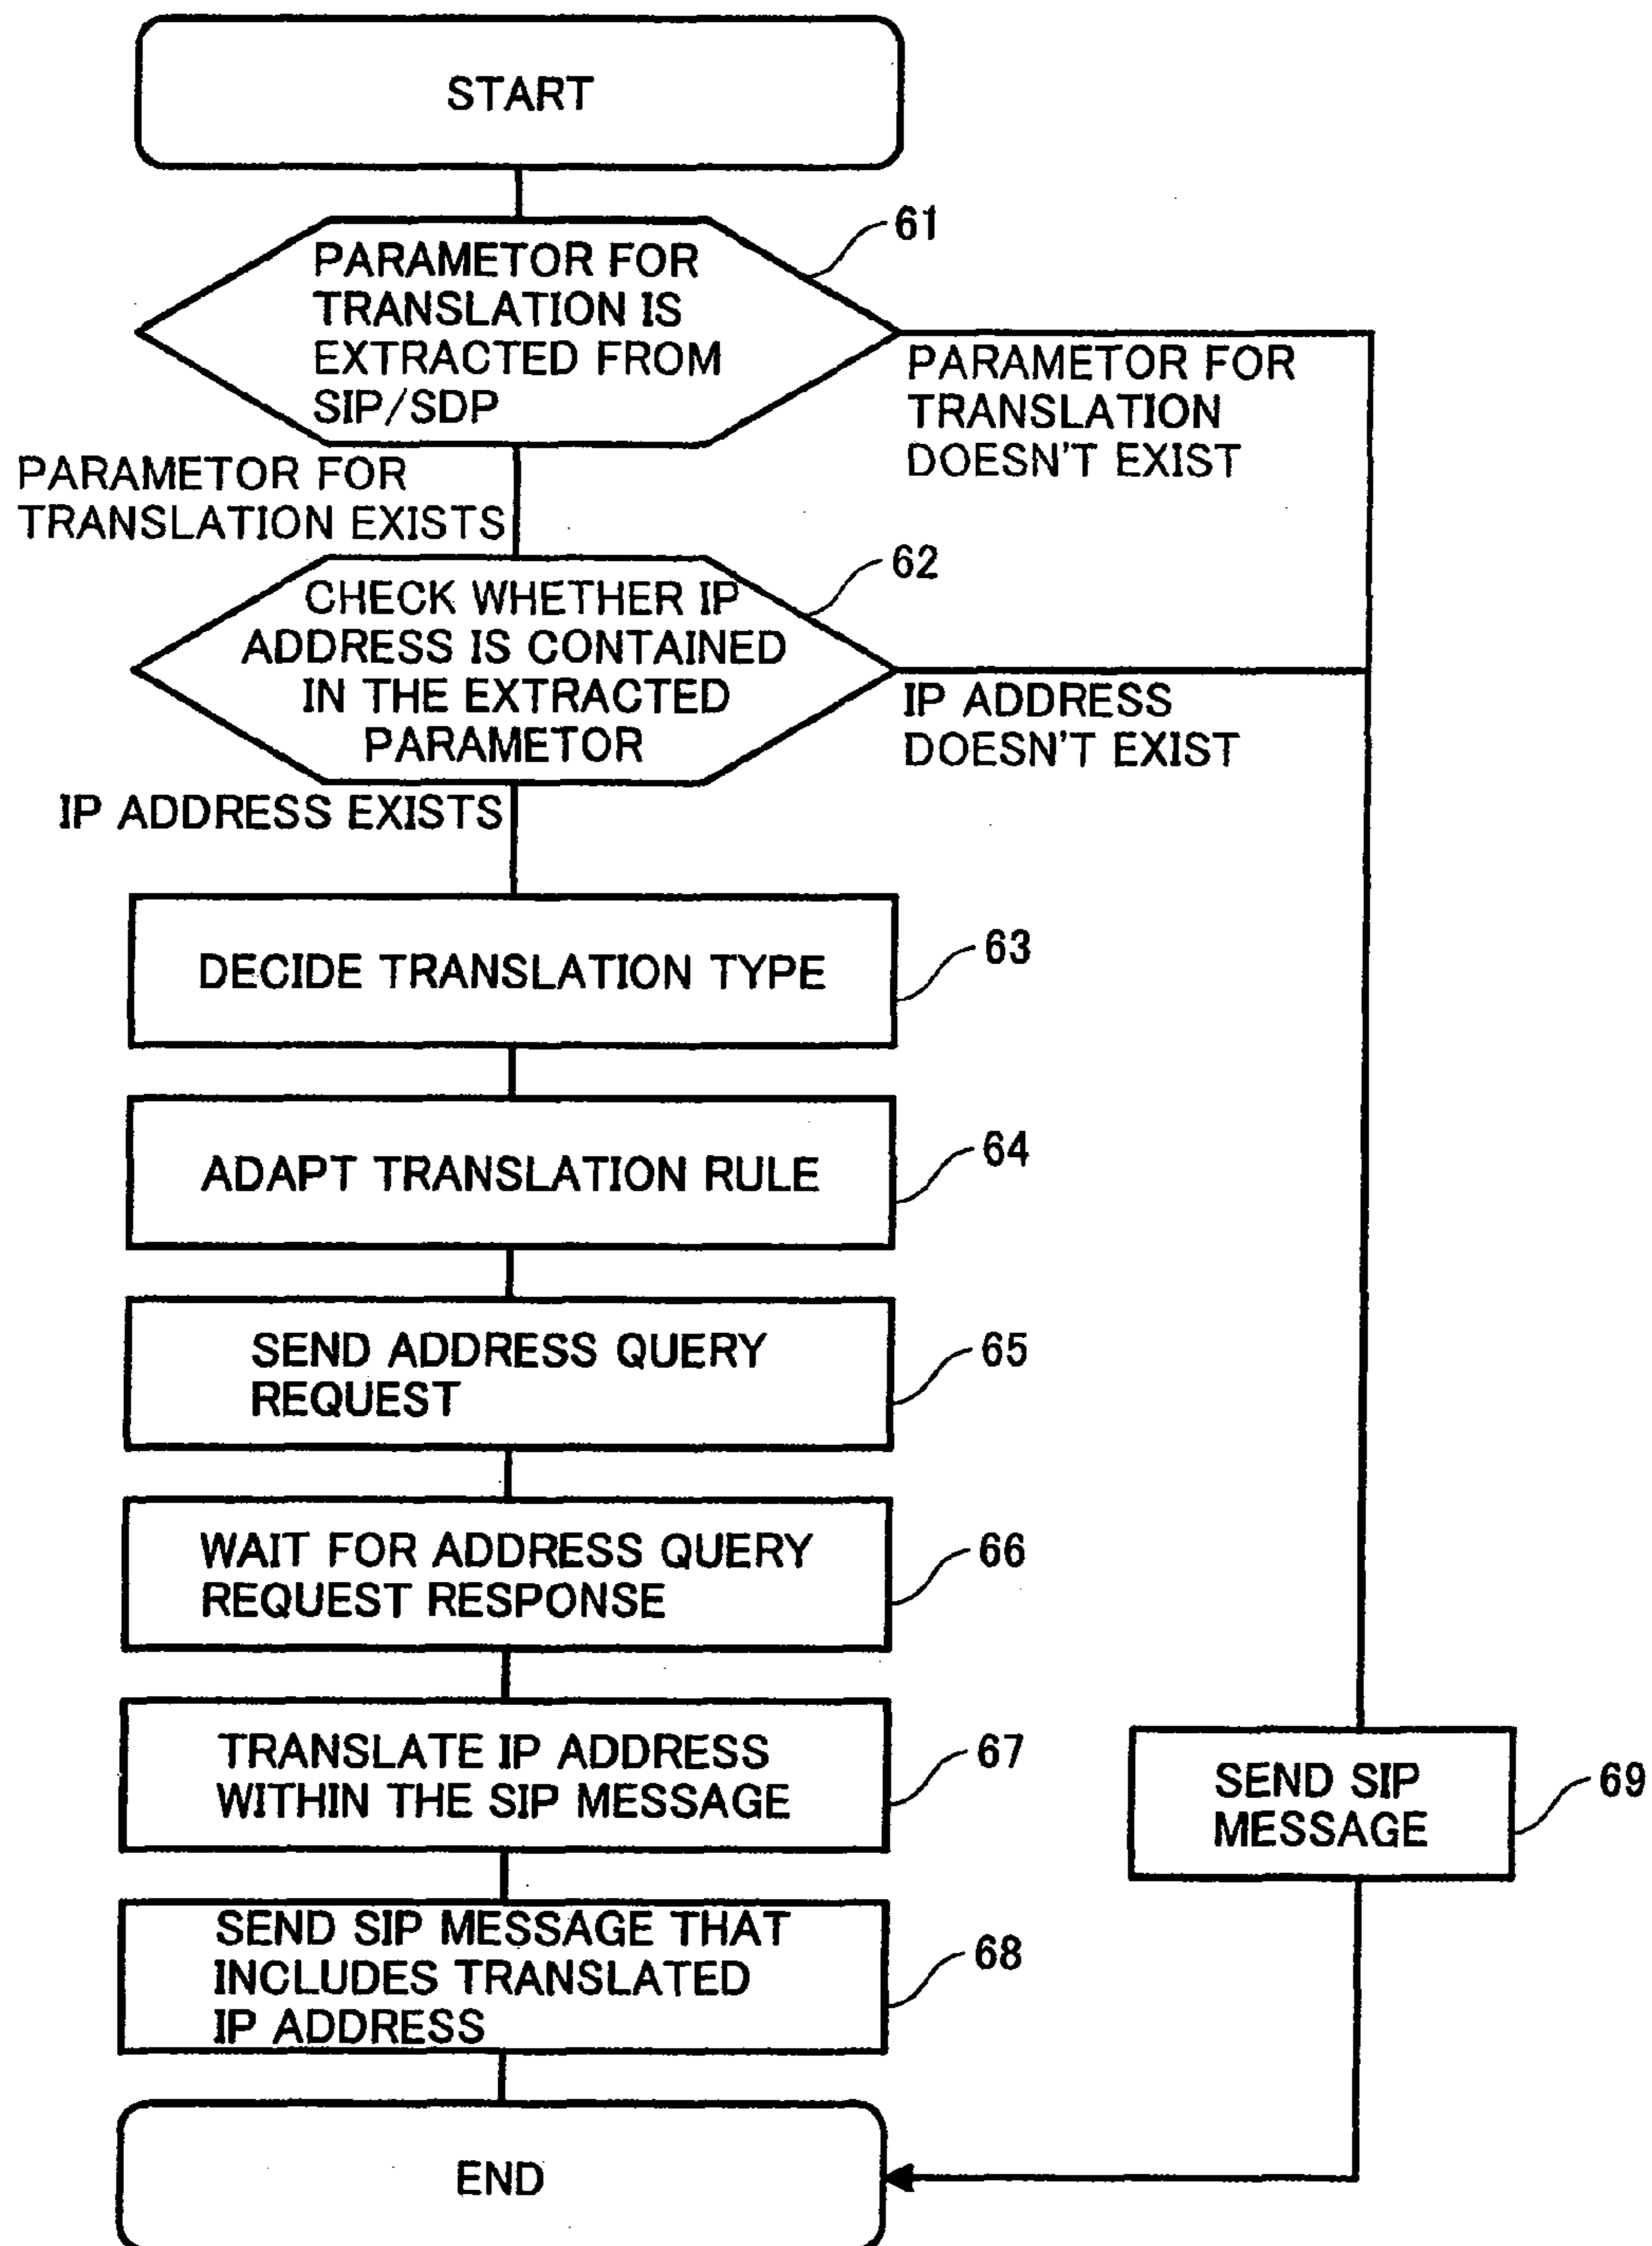 START
61
PARAMETOR FOR
TRANSLATION IS
EXTRACTED FROM
SIP/SDP
PARAMETOR FOR
TRANSLATION
DOESN'T EXIST
PARAMETOR FOR
TRANSLATION EXISTS
62
CHECK WHETHER IP
ADDRESS IS CONTAINED
IN THE EXTRACTED
PARAMETOR
IP ADDRESS
DOESN'T EXIST
IP ADDRESS EXISTS
DECIDE TRANSLATION TYPE
63
ADAPT TRANSLATION RULE
64
SEND ADDRESS QUERY
REQUEST
65
WAIT FOR ADDRESS QUERY
REQUEST RESPONSE
66
TRANSLATE IP ADDRESS
WITHIN THE SIP MESSAGE
67
SEND SIP
MESSAGE
69
SEND SIP MESSAGE THAT
INCLUDES TRANSLATED
IP ADDRESS
68
END